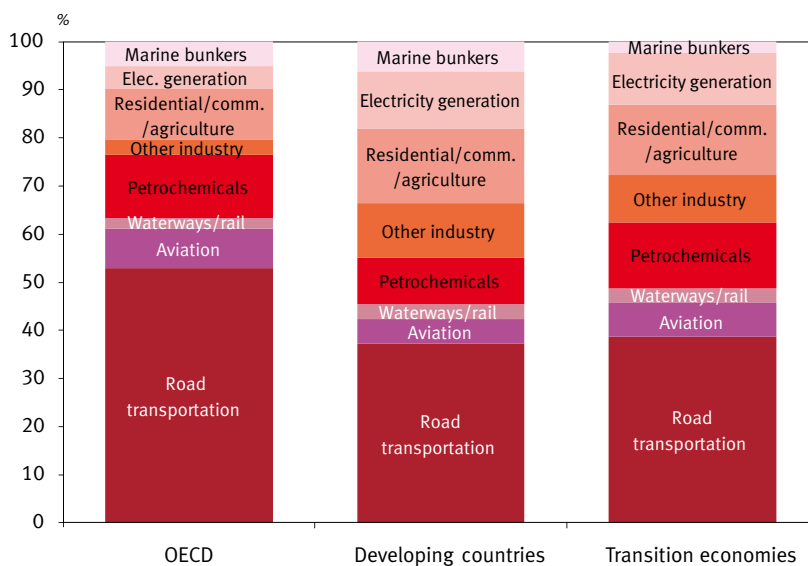 %
100
90
80
70
60
50
40
30
20
10
0
Marine bunkers
Elec. generation
Residential/comm.
/agriculture
Other industry
Petrochemicals
Waterways/rail
Aviation
Road
transportation
Marine bunkers
Electricity generation
Residential/comm.
/agriculture
Other industry
Petrochemicals
Waterways/rail
Aviation
Road
transportation
Marine bunkers
Electricity generation
Residential/comm.
/agriculture
Other industry
Petrochemicals
Waterways/rail
Aviation
Road
transportation
OECD
Developing countries
Transition economies